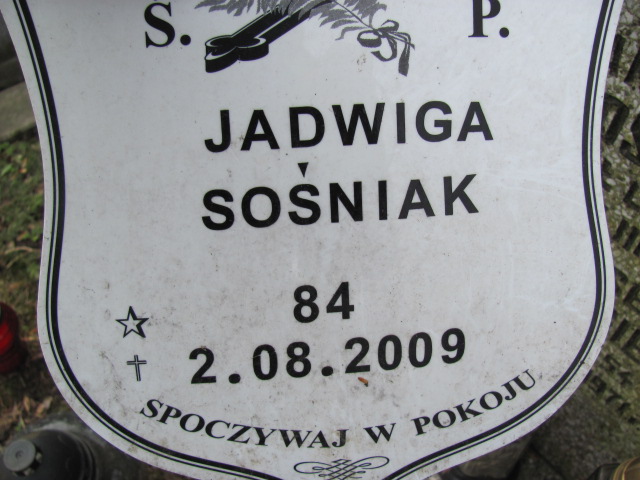 S. P.
JADWIGA
SOŚNIAK
84
2.08.2009
SPOCZYWAJ W POKOJU